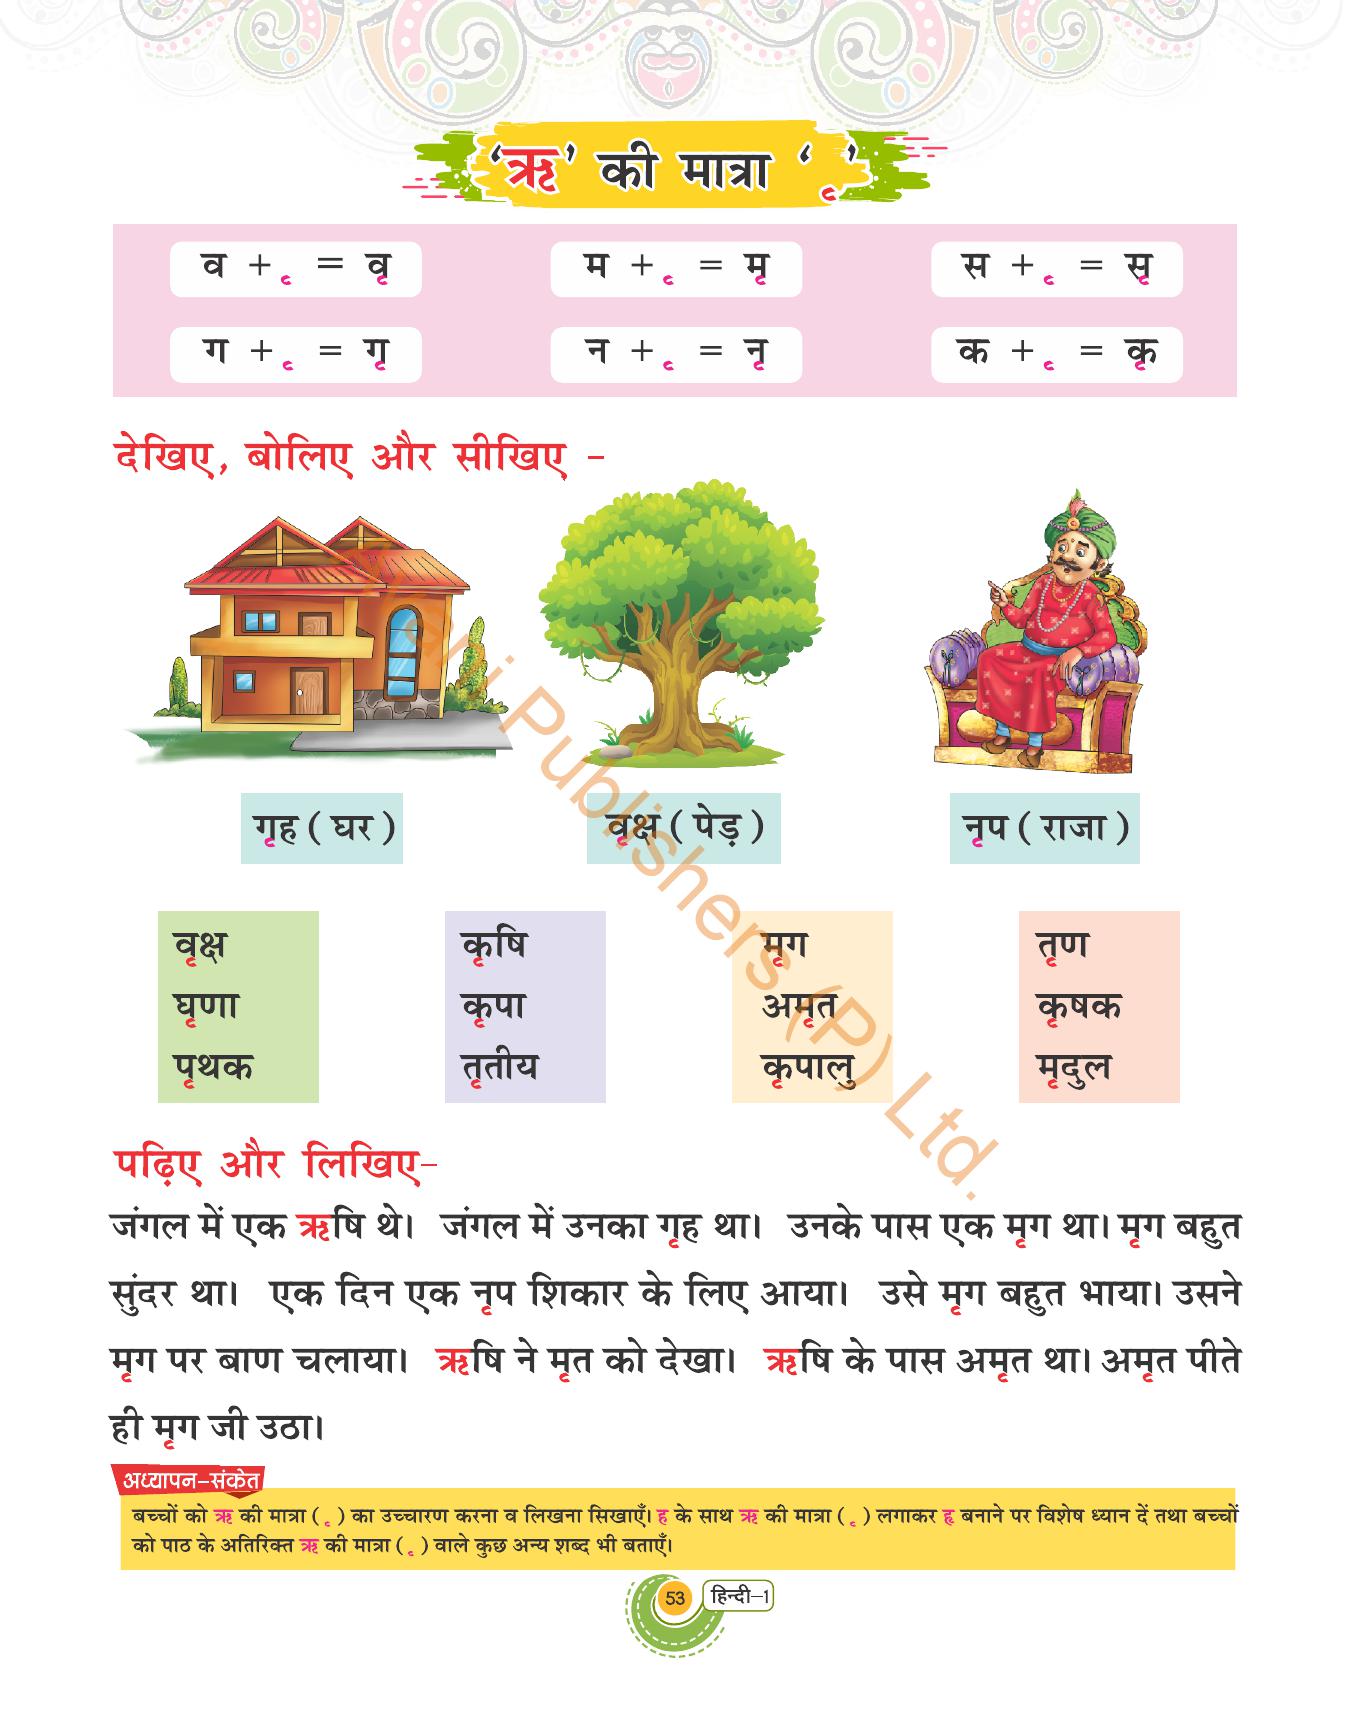 ‘ऋ’ की मात्रा ‘ ृ ’
व + ृ = वृ
म + ृ = मृ
स + ृ = सृ
ग + ृ = गृ
न + ृ = नृ
क + ृ = कृ
देखिए, बोलिए और सीखिए -
गृह ( घर )
वृक्ष ( पेड़ )
नृप ( राजा )
वृक्ष
घृणा
पृथक
कृषि
कृपा
तृतीय
मृग
अमृत
कृपालु
तृण
कृषक
मृदुल
पढ़िए और लिखिए-
जंगल में एक ऋषि थे। जंगल में उनका गृह था। उनके पास एक मृग था। मृग बहुत
सुंदर था। एक दिन एक नृप शिकार के लिए आया। उसे मृग बहुत भाया। उसने
मृग पर बाण चलाया। ऋषि ने मृत को देखा। ऋषि के पास अमृत था। अमृत पीते
ही मृग जी उठा।
अध्यापन-संकेत
बच्चों को ऋ की मात्रा ( ृ ) का उच्चारण करना व लिखना सिखाएँ। ह के साथ ऋ की मात्रा ( ृ ) लगाकर हृ बनाने पर विशेष ध्यान दें तथा बच्चों
को पाठ के अतिरिक्त ऋ की मात्रा ( ृ ) वाले कुछ अन्य शब्द भी बताएँ।
53 हिन्दी-1
Publishers (P) Ltd.